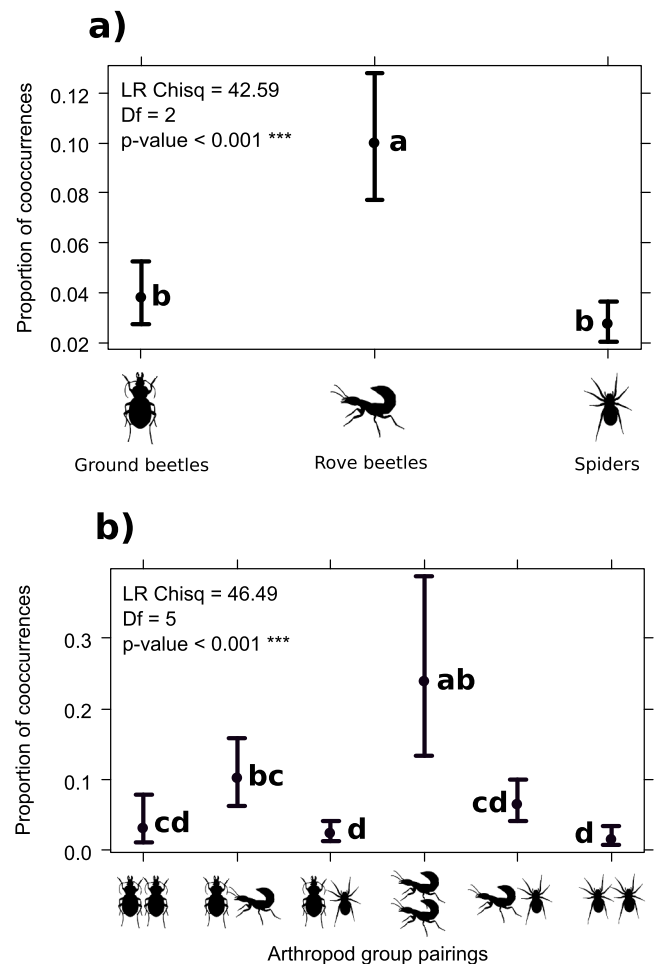 a)
Proportion of cooccurrences
LR Chisq = 42.59
Df = 2
p-value < 0.001 ***
0.12
0.10
0.08
0.06
0.04
0.02
b
a
b
Ground beetles
Rove beetles
Spiders
b)
Proportion of cooccurrences
LR Chisq = 46.49
Df = 5
p-value < 0.001 ***
0.3
0.2
0.1
0.0
cd
bc
d
ab
cd
d
Arthropod group pairings